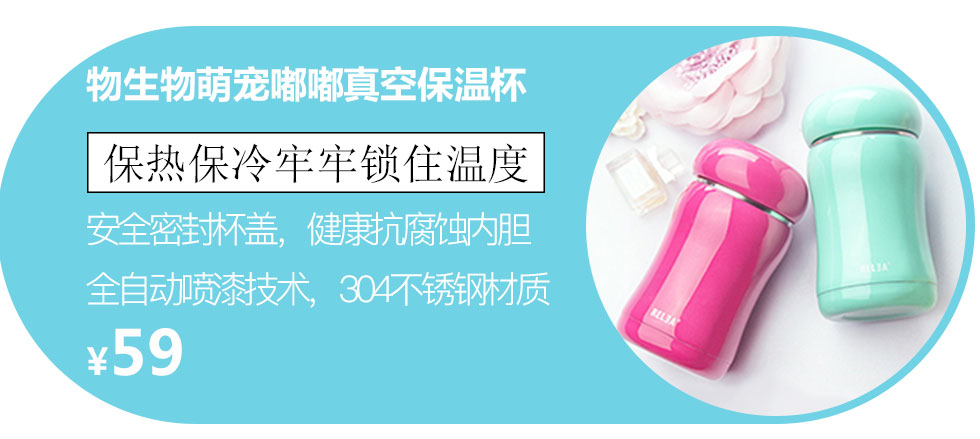 物生物萌宠嘟嘟真空保温杯
保热保冷牢牢锁住温度
安全密封杯盖，健康抗腐蚀内胆
全自动喷漆技术，304不锈钢材质
¥59
RELEA®
RELEA®